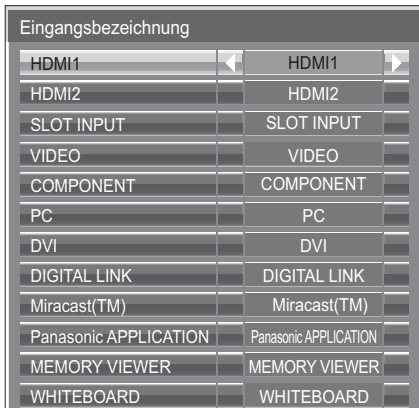 Eingangsbezeichnung
HDMI1 HDMI1
HDMI2 HDMI2
SLOT INPUT SLOT INPUT
VIDEO VIDEO
COMPONENT COMPONENT
PC PC
DVI DVI
DIGITAL LINK DIGITAL LINK
Miracast(TM) Miracast(TM)
Panasonic APPLICATION Panasonic APPLICATION
MEMORY VIEWER MEMORY VIEWER
WHITEBOARD WHITEBOARD